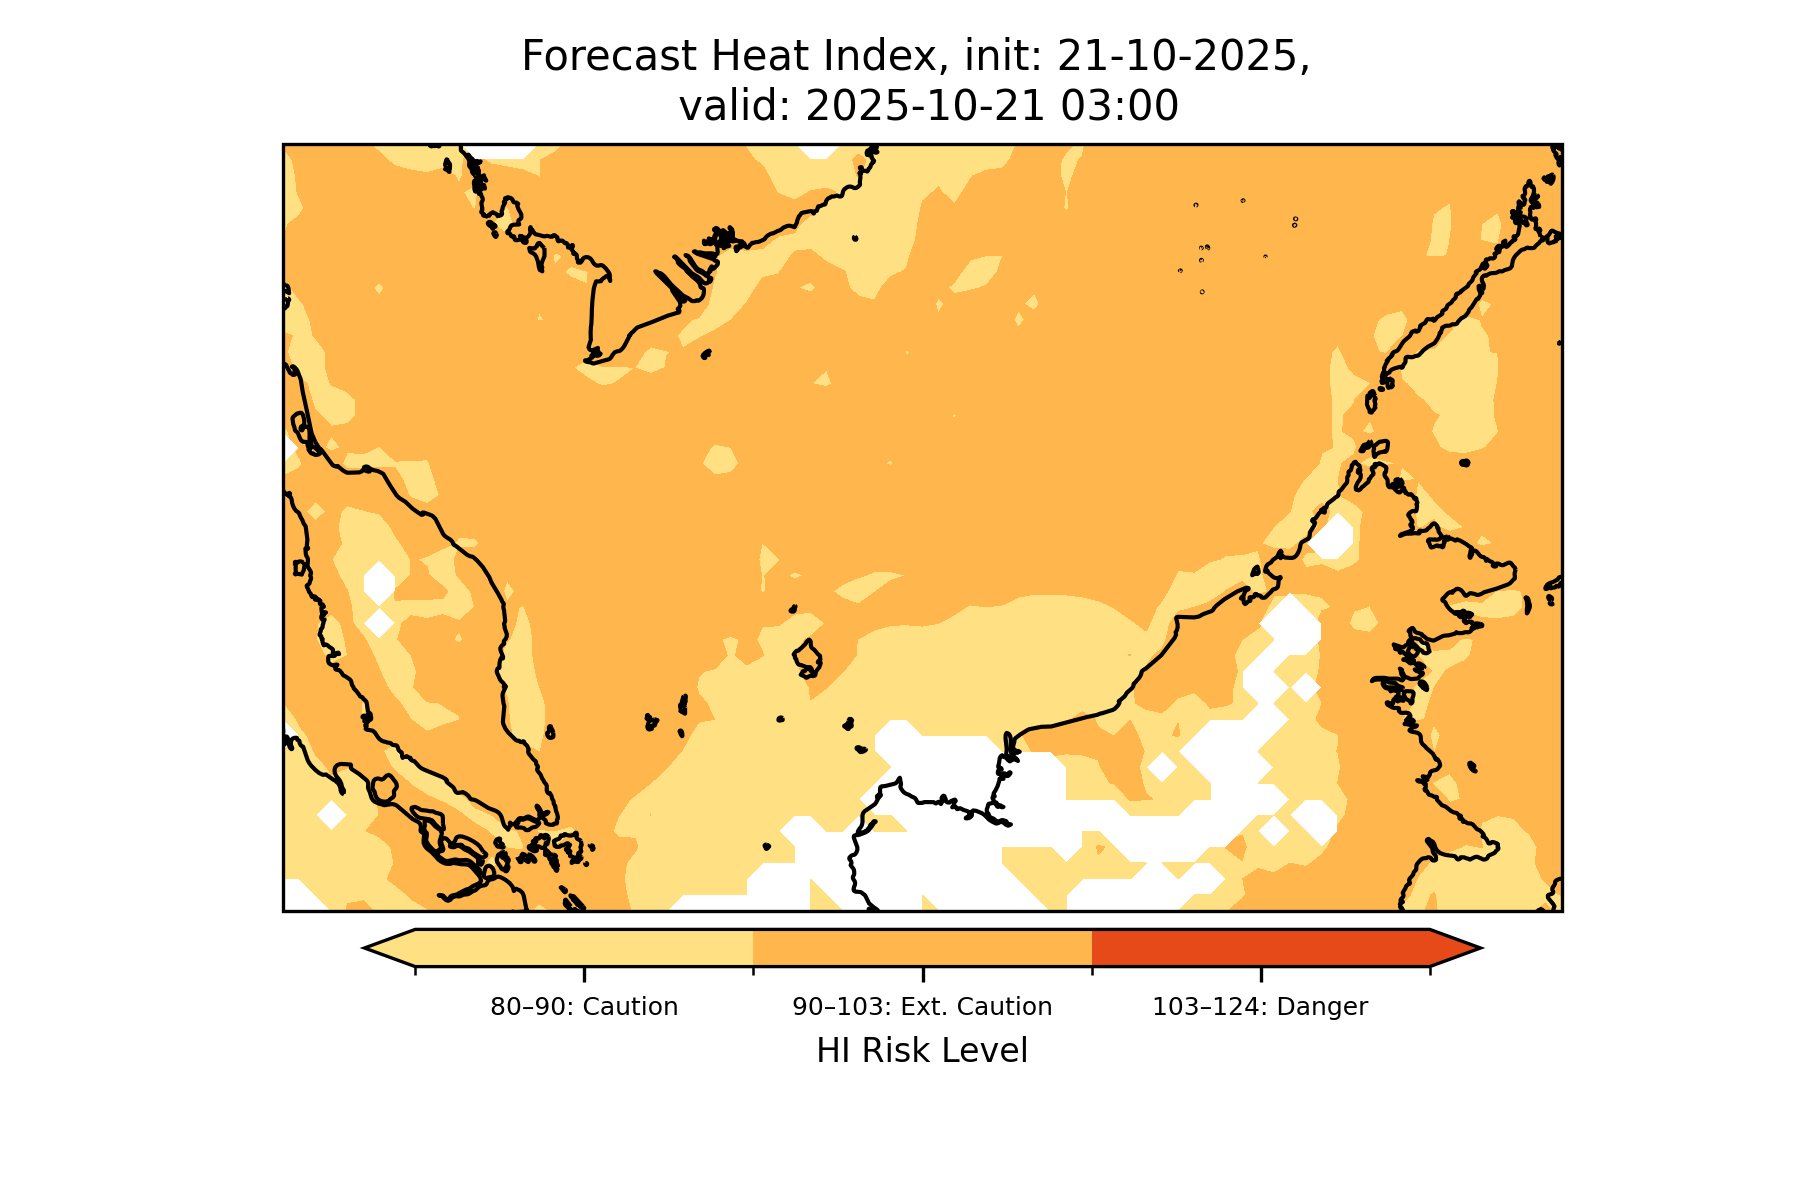 Forecast Heat Index, init: 21-10-2025,
valid: 2025-10-21 03:00
80–90: Caution
90–103: Ext. Caution
103–124: Danger
HI Risk Level